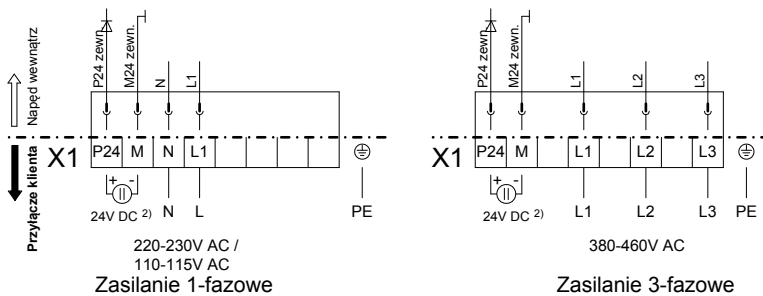 Napęd wewnątrz
Przyłącze klienta
P24 zewn.
M24 zewn.
N
L1
X1
P24 M N L1
+ -
24V DC 2)
N L PE
220-230V AC /
110-115V AC
Zasilanie 1-fazowe
P24 zewn.
M24 zewn.
L1
L2
L3
X1
P24 M L1 L2 L3
+ -
24V DC 2)
L1 L2 L3 PE
380-460V AC
Zasilanie 3-fazowe